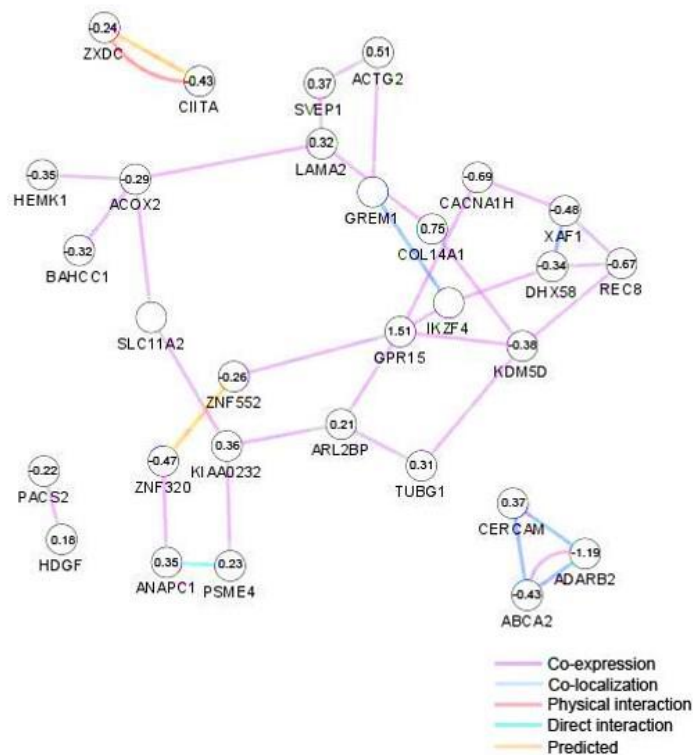 -0.24
ZXDC
-0.43
CIITA
0.51
ACTG2
0.37
SVEP1
0.32
LAMA2
-0.35
HEMK1
-0.29
ACOX2
-0.69
CACNA1H
GREM1
-0.48
XAF1
0.75
COL14A1
-0.32
BAHCC1
-0.34
DHX58
-0.67
REC8
IKZF4
SLC11A2
1.51
GPR15
-0.38
KDM5D
-0.26
ZNF552
0.21
ARL2BP
0.36
KIAA0232
-0.47
ZNF320
0.31
TUBG1
-0.22
PACS2
0.37
CERCAM
0.18
HDGF
-1.19
ADARB2
0.35
ANAPC1
0.23
PSME4
-0.43
ABCA2
Co-expression
Co-localization
Physical interaction
Direct interaction
Predicted